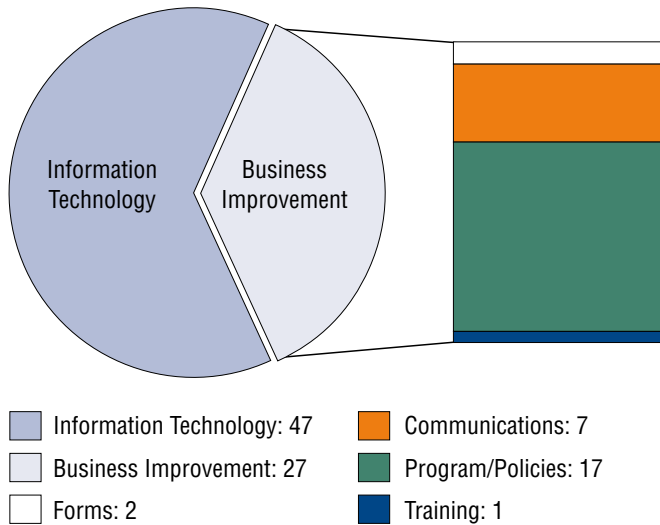 Information
Technology
Business
Improvement
Information Technology: 47
Business Improvement: 27
Forms: 2
Communications: 7
Program/Policies: 17
Training: 1